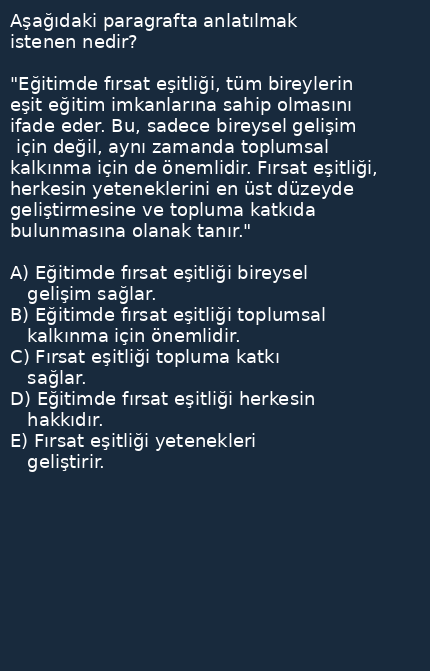 Aşağıdaki paragrafta anlatılmak
istenen nedir?
"Eğitimde fırsat eşitliği, tüm bireylerin
eşit eğitim imkanlarına sahip olmasını
ifade eder. Bu, sadece bireysel gelişim
için değil, aynı zamanda toplumsal
kalkınma için de önemlidir. Fırsat eşitliği,
herkesin yeteneklerini en üst düzeyde
geliştirmesine ve topluma katkıda
bulunmasına olanak tanır."
A) Eğitimde fırsat eşitliği bireysel
gelişim sağlar.
B) Eğitimde fırsat eşitliği toplumsal
kalkınma için önemlidir.
C) Fırsat eşitliği topluma katkı
sağlar.
D) Eğitimde fırsat eşitliği herkesin
hakkıdır.
E) Fırsat eşitliği yetenekleri
geliştirir.